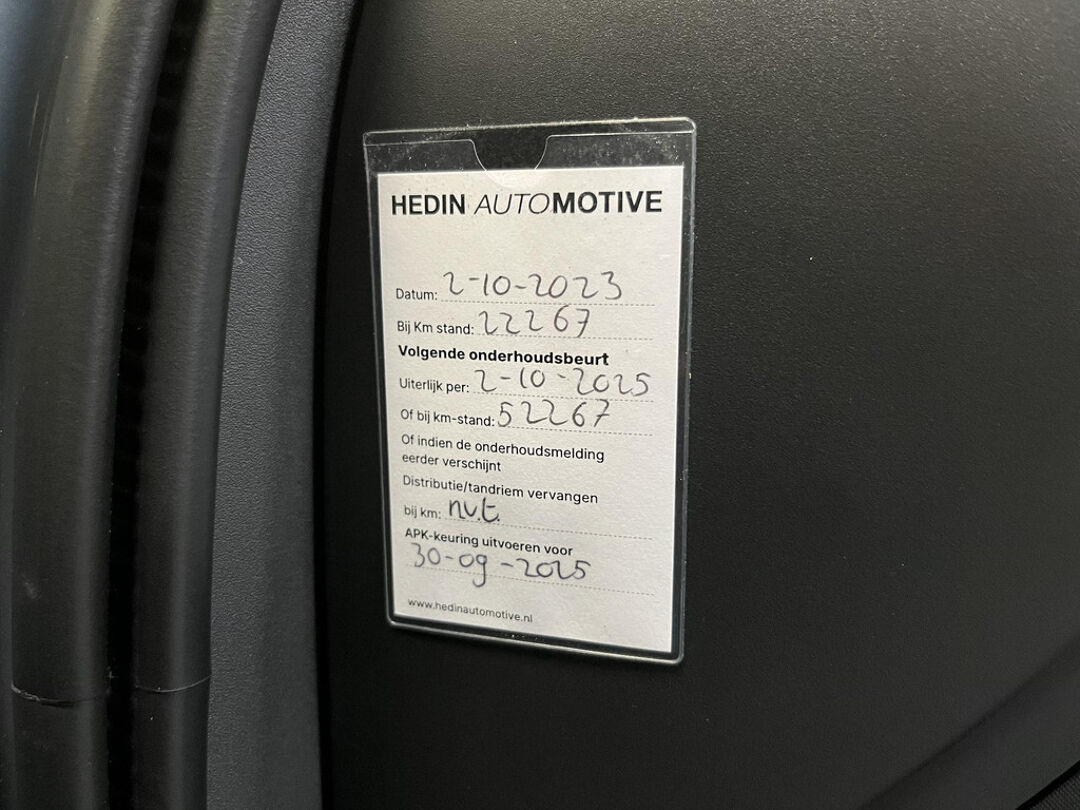 HEDIN AUTOMOTIVE
Datum: 2-10-2023
Bij Km stand: 22267
Volgende onderhoudsbeurt
Uiterlijk per: 2-10-2025
Of bij km-stand: 52267
Of indien de onderhoudsmelding
eerder verschijnt
Distributie/tandriem vervangen
bij km: n.v.t.
APK-keuring uitvoeren voor
30-09-2025
www.hedinautomotive.nl